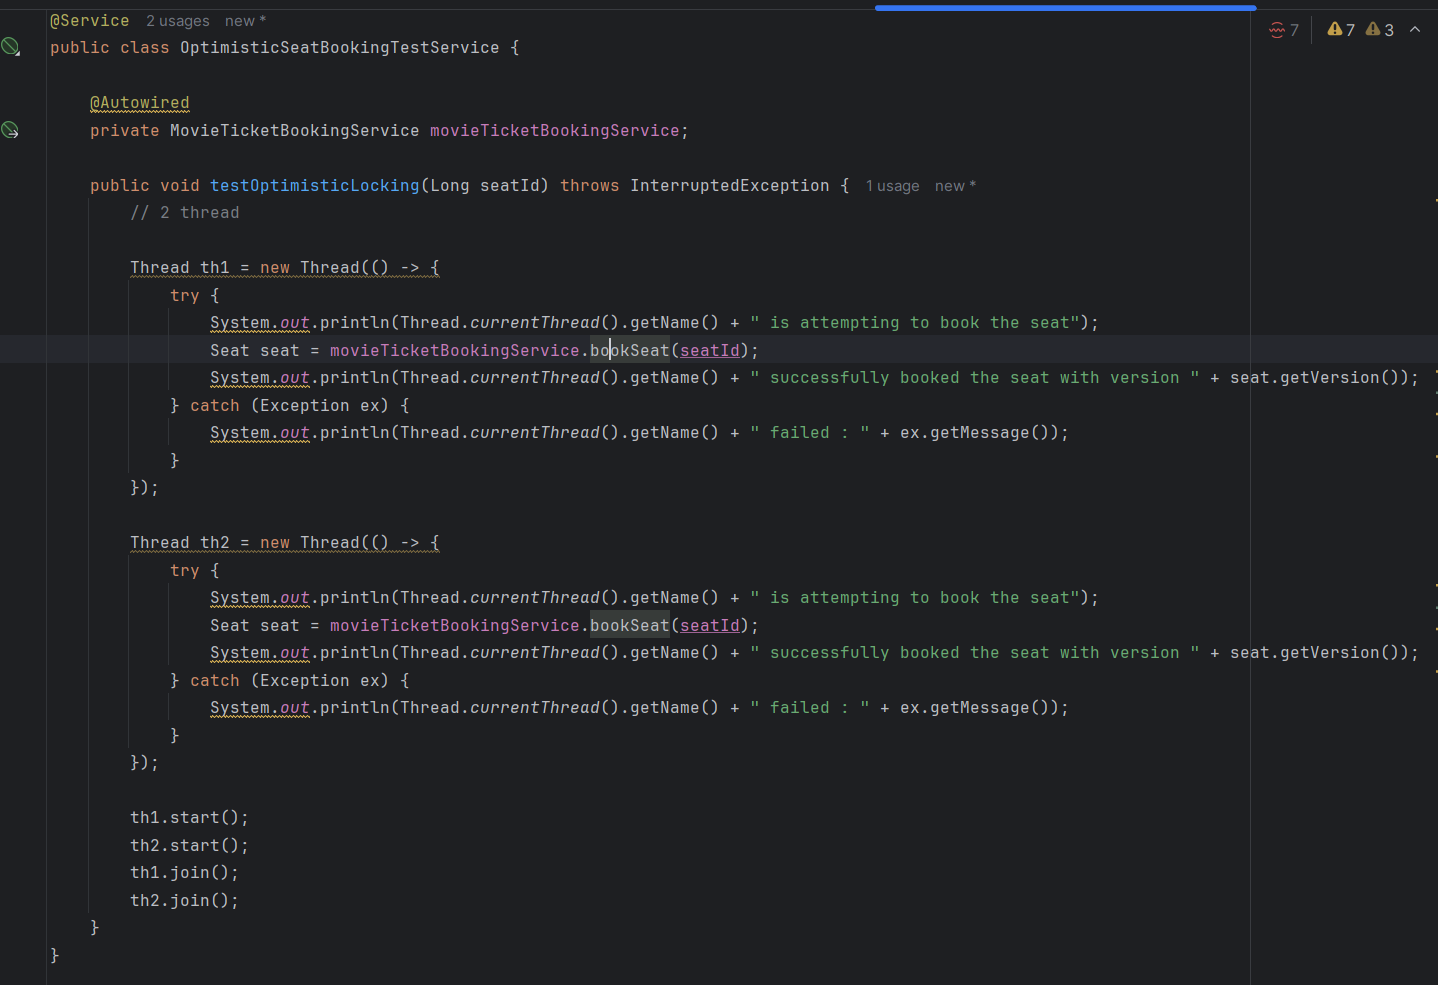 @Service 2 usages new *
public class OptimisticSeatBookingTestService {
7 7 3
@Autowired
private MovieTicketBookingService movieTicketBookingService;
public void testOptimisticLocking(Long seatId) throws InterruptedException { 1 usage new *
// 2 thread
Thread th1 = new Thread(() -> {
try {
System.out.println(Thread.currentThread().getName() + " is attempting to book the seat");
Seat seat = movieTicketBookingService.bookSeat(seatId);
System.out.println(Thread.currentThread().getName() + " successfully booked the seat with version " + seat.getVersion());
} catch (Exception ex) {
System.out.println(Thread.currentThread().getName() + " failed : " + ex.getMessage());
}
});
Thread th2 = new Thread(() -> {
try {
System.out.println(Thread.currentThread().getName() + " is attempting to book the seat");
Seat seat = movieTicketBookingService.bookSeat(seatId);
System.out.println(Thread.currentThread().getName() + " successfully booked the seat with version " + seat.getVersion());
} catch (Exception ex) {
System.out.println(Thread.currentThread().getName() + " failed : " + ex.getMessage());
}
});
th1.start();
th2.start();
th1.join();
th2.join();
}
}